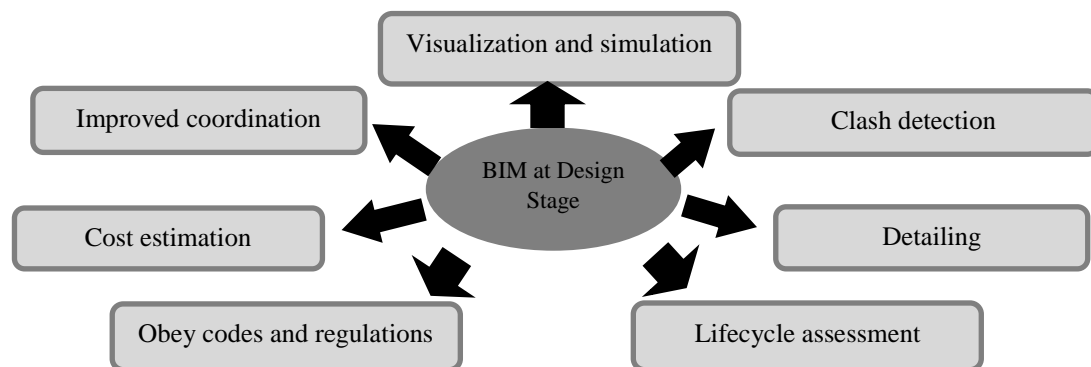 Visualization and simulation
Improved coordination
Clash detection
BIM at Design
Stage
Cost estimation
Detailing
Obey codes and regulations
Lifecycle assessment